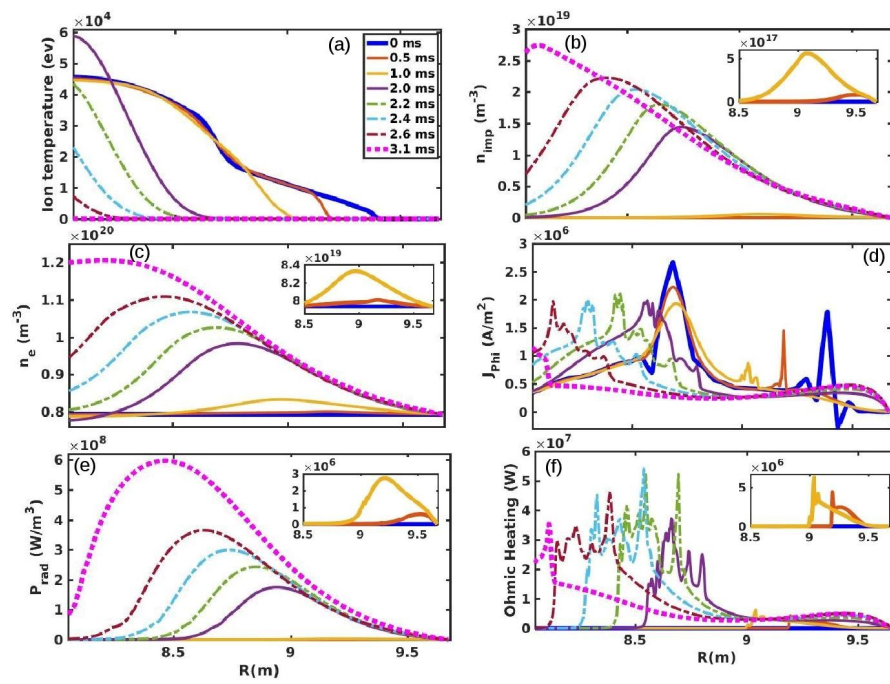 ×10⁴
6
5
4
3
2
1
0
Ion temperature (ev)
(a)
0 ms
0.5 ms
1.0 ms
2.0 ms
2.2 ms
2.4 ms
2.6 ms
3.1 ms
×10¹⁹
3
2.5
2
1.5
1
0.5
0
n_imp (m⁻³)
(b)
×10¹⁷
5
0
8.5 9 9.5
×10²⁰
1.2
1.1
1.0
0.9
0.8
n_e (m⁻³)
(c)
×10¹⁹
8.4
8.2
8
8.5 9 9.5
×10⁶
3
2.5
2
1.5
1
0.5
0
J_Phi (A/m²)
(d)
×10⁸
6
5
4
3
2
1
0
P_rad (W/m³)
(e)
×10⁶
3
2
1
0
8.5 9 9.5
8.5 9 9.5
R(m)
×10⁷
6
5
4
3
2
1
0
Ohmic Heating (W)
(f)
×10⁶
5
0
8.5 9 9.5
8.5 9 9.5
R(m)